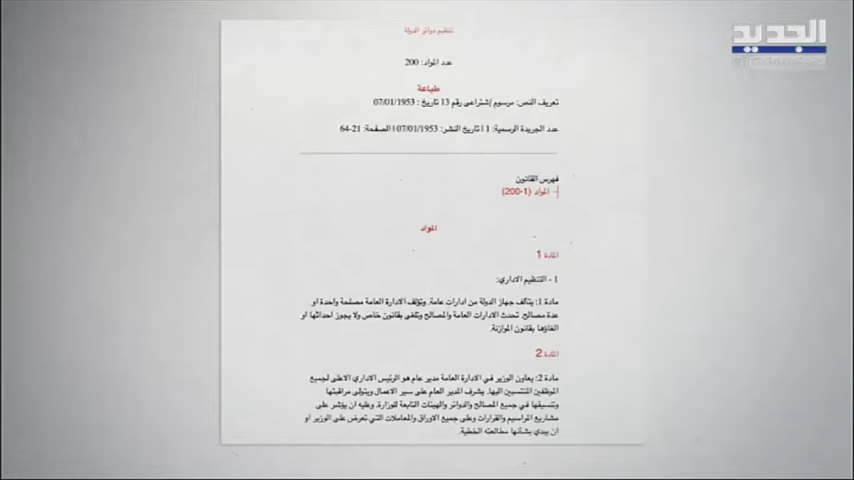 الجديد
تنظيم دوائر الدولة
عدد المواد: 200
طباعة
تعريف النص: مرسوم إشتراعي رقم 13 تاريخ : 07/01/1953
عدد الجريدة الرسمية: 1 | تاريخ النشر: 07/01/1953 | الصفحة: 21-64
فهرس القانون
المواد (1-200)
المواد
المادة 1
1 - التنظيم الاداري:
مادة 1: يتألف جهاز الدولة من ادارات عامة. وتؤلف الادارة العامة مصلحة واحدة او
عدة مصالح. تحدث الادارات العامة والمصالح وتلغى بقانون خاص ولا يجوز احداثها او
الغاؤها بقانون الموازنة.
المادة 2
مادة 2: يعاون الوزير في الادارة العامة مدير عام هو الرئيس الاداري الاعلى لجميع
الموظفين المنتسبين اليها. يشرف المدير العام على سير الاعمال ويتولى مراقبتها
وتنسيقها في جميع المصالح والدوائر والهيئات التابعة للوزارة. وعليه ان يؤشر على
مشاريع المراسيم والقرارات وعلى جميع الاوراق والمعاملات التي تعرض على الوزير او
ان يبدي بشأنها مطالعته الخطية.